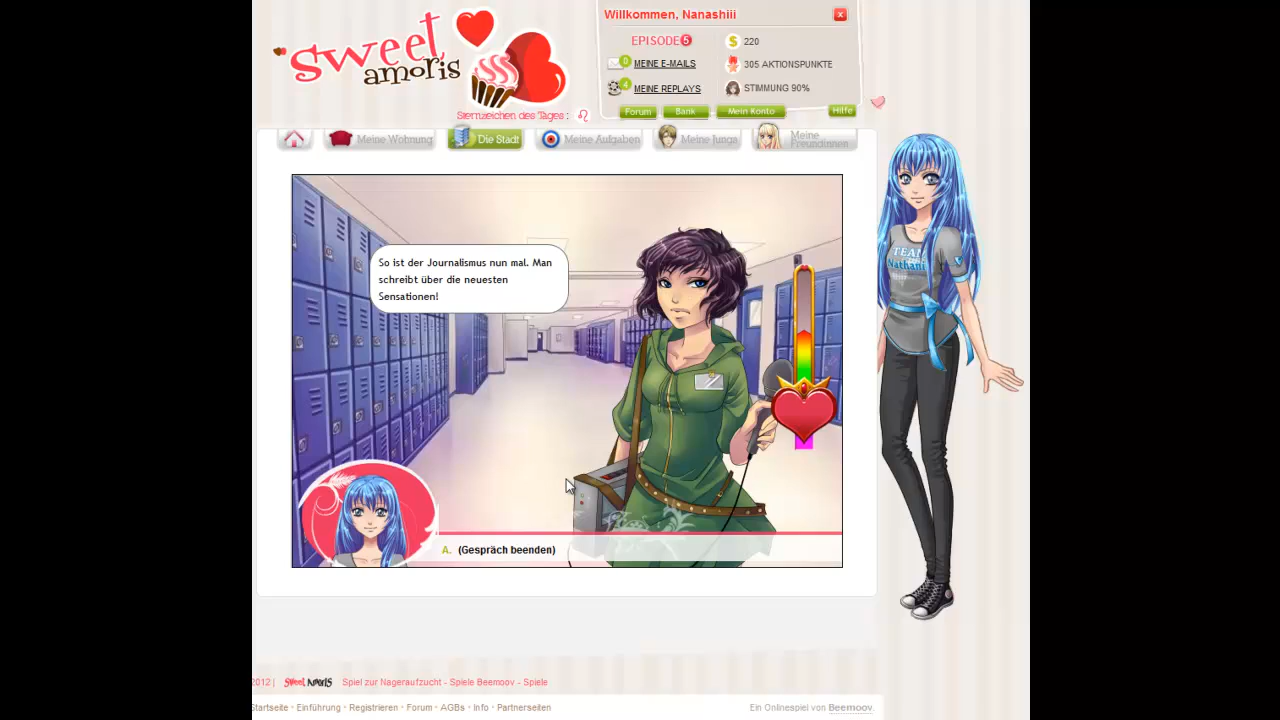 sweet amoris
Sternzeichen des Tages :
Willkommen, Nanashiii
x
EPISODE 5
$ 220
0 MEINE E-MAILS
305 AKTIONSPUNKTE
4 MEINE REPLAYS
STIMMUNG 90%
Forum
Bank
Mein Konto
Hilfe
Meine Wohnung
Die Stadt
Meine Aufgaben
Meine Jungs
Meine Freundinnen
So ist der Journalismus nun mal. Man
schreibt über die neuesten
Sensationen!
TEAM
Nathani
A. (Gespräch beenden)
2012 | Sweet Amoris Spiel zur Nageraufzucht - Spiele Beemoov - Spiele
Startseite · Einführung · Registrieren · Forum · AGBs · Info · Partnerseiten
Ein Onlinespiel von Beemoov.